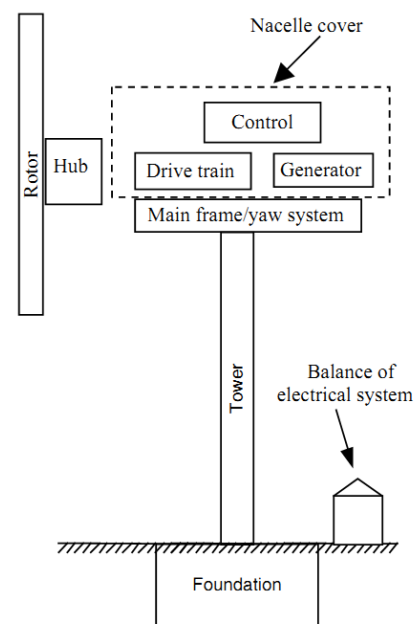 Nacelle cover
Control
Rotor
Hub
Drive train
Generator
Main frame/yaw system
Tower
Balance of
electrical system
Foundation